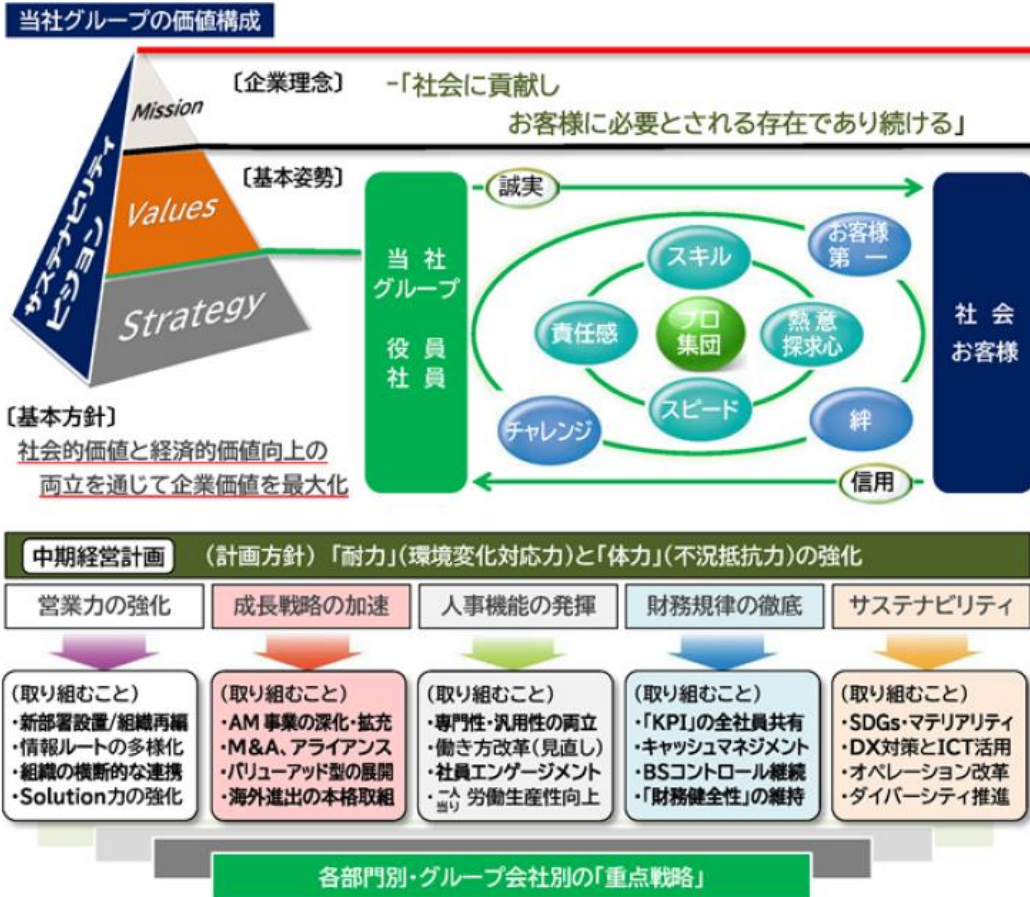 当社グループの価値構成
サステナビリティ
ビジョン
Mission
Values
Strategy
〔企業理念〕 -「社会に貢献し
お客様に必要とされる存在であり続ける」
〔基本姿勢〕
当 社
グループ
役 員
社 員
誠実
お客様
第 一
スキル
責任感
プロ
集団
熱 意
探求心
スピード
チャレンジ
絆
信用
社 会
お客様
〔基本方針〕
社会的価値と経済的価値向上の
両立を通じて企業価値を最大化
中期経営計画 (計画方針) 「耐力」(環境変化対応力)と「体力」(不況抵抗力)の強化
営業力の強化
(取り組むこと)
・新部署設置/組織再編
・情報ルートの多様化
・組織の横断的な連携
・Solution力の強化
成長戦略の加速
(取り組むこと)
・AM事業の深化・拡充
・M&A、アライアンス
・バリューアッド型の展開
・海外進出の本格取組
人事機能の発揮
(取り組むこと)
・専門性・汎用性の両立
・働き方改革(見直し)
・社員エンゲージメント
・一人当り 労働生産性向上
財務規律の徹底
(取り組むこと)
・「KPI」の全社員共有
・キャッシュマネジメント
・BSコントロール継続
・「財務健全性」の維持
サステナビリティ
(取り組むこと)
・SDGs・マテリアリティ
・DX対策とICT活用
・オペレーション改革
・ダイバーシティ推進
各部門別・グループ会社別の「重点戦略」